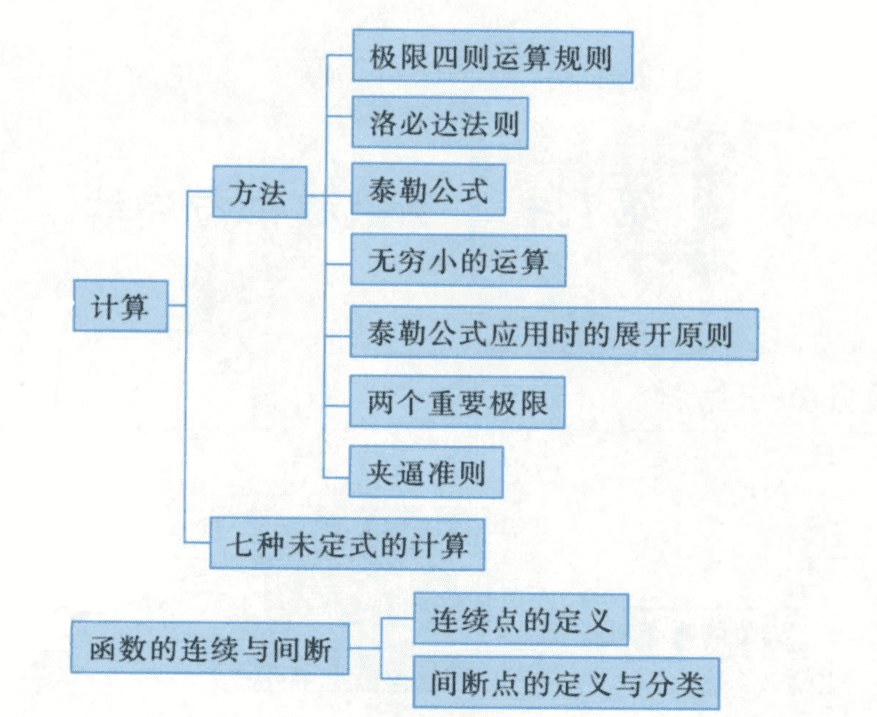 极限四则运算规则
洛必达法则
方法
泰勒公式
无穷小的运算
计算
泰勒公式应用时的展开原则
两个重要极限
夹逼准则
七种未定式的计算
连续点的定义
函数的连续与间断
间断点的定义与分类